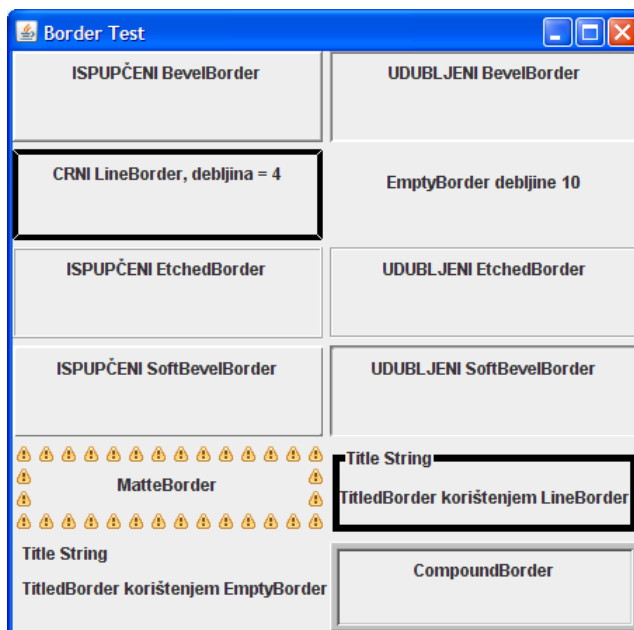 Border Test
ISPUPČENI BevelBorder
UDUBLJENI BevelBorder
CRNI LineBorder, debljina = 4
EmptyBorder debljine 10
ISPUPČENI EtchedBorder
UDUBLJENI EtchedBorder
ISPUPČENI SoftBevelBorder
UDUBLJENI SoftBevelBorder
MatteBorder
Title String
TitledBorder korištenjem LineBorder
Title String
TitledBorder korištenjem EmptyBorder
CompoundBorder